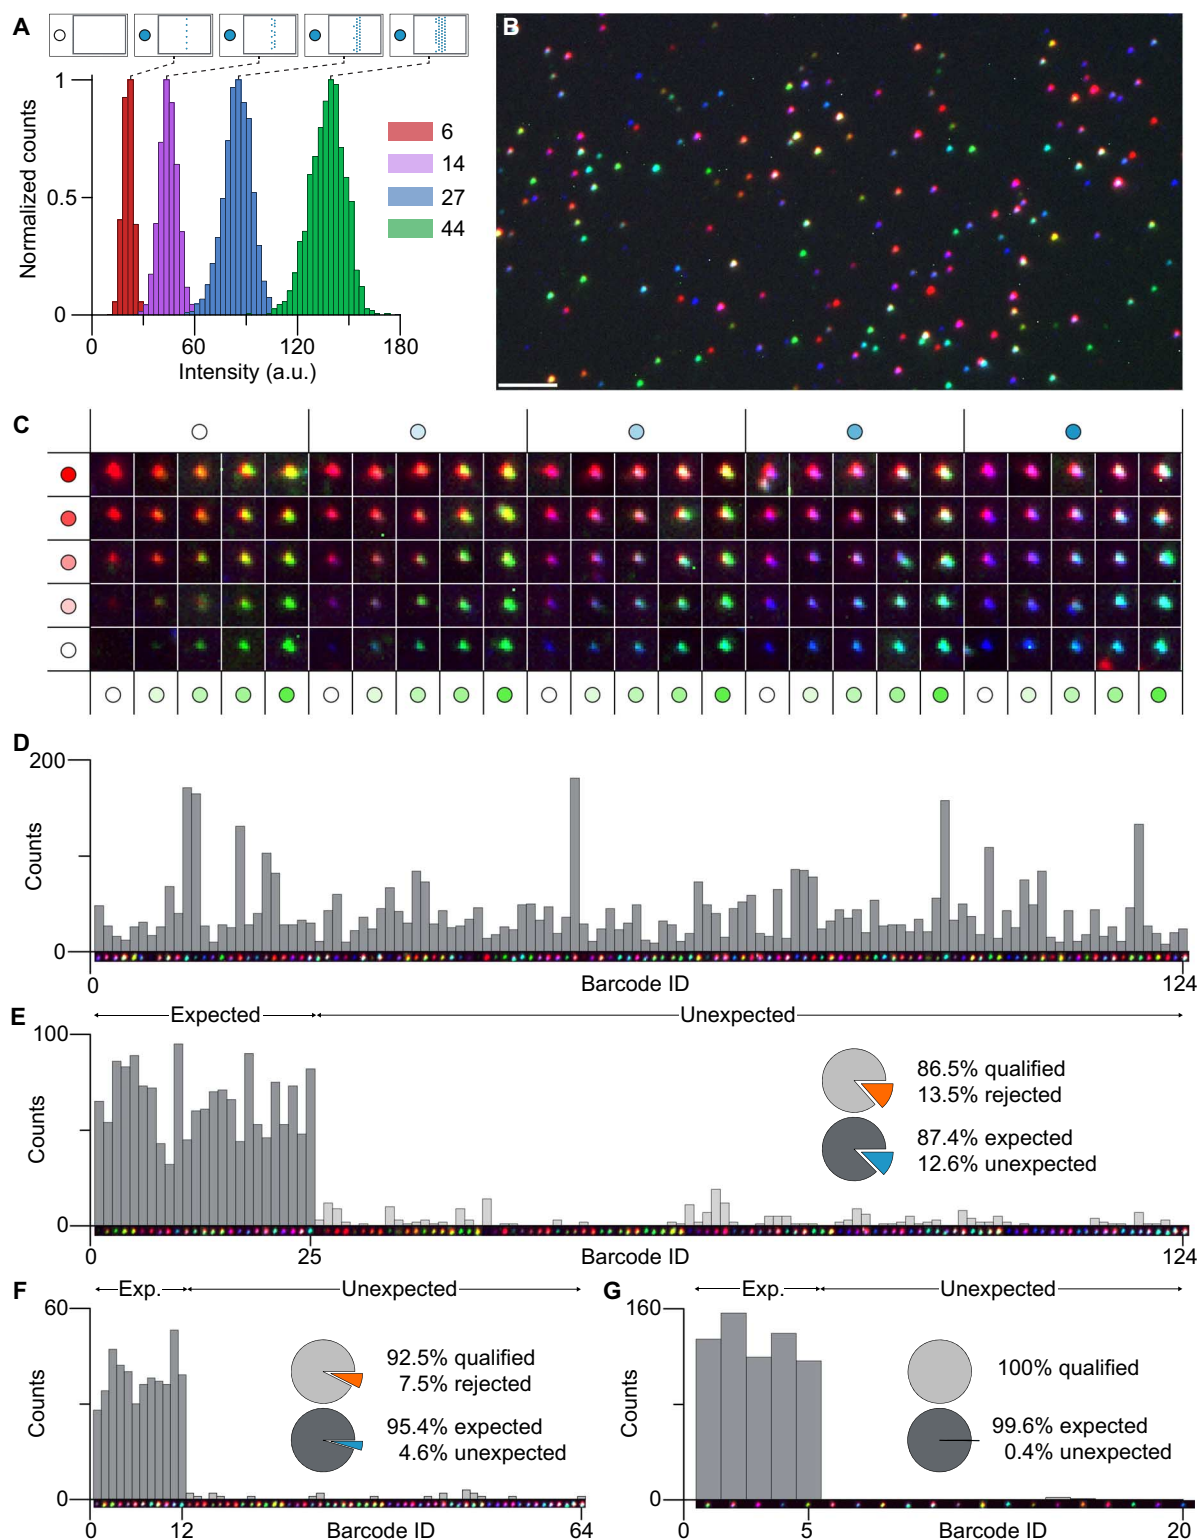 A
B
1
0.5
0
Normalized counts
6
14
27
44
0
60
120
180
Intensity (a.u.)
C
D
200
0
Counts
0
Barcode ID
124
E
Expected
Unexpected
100
0
Counts
86.5% qualified
13.5% rejected
87.4% expected
12.6% unexpected
0
25
Barcode ID
124
F
Exp.
Unexpected
60
0
Counts
92.5% qualified
7.5% rejected
95.4% expected
4.6% unexpected
0
12
Barcode ID
64
G
Exp.
Unexpected
160
0
Counts
100% qualified
99.6% expected
0.4% unexpected
0
5
Barcode ID
20